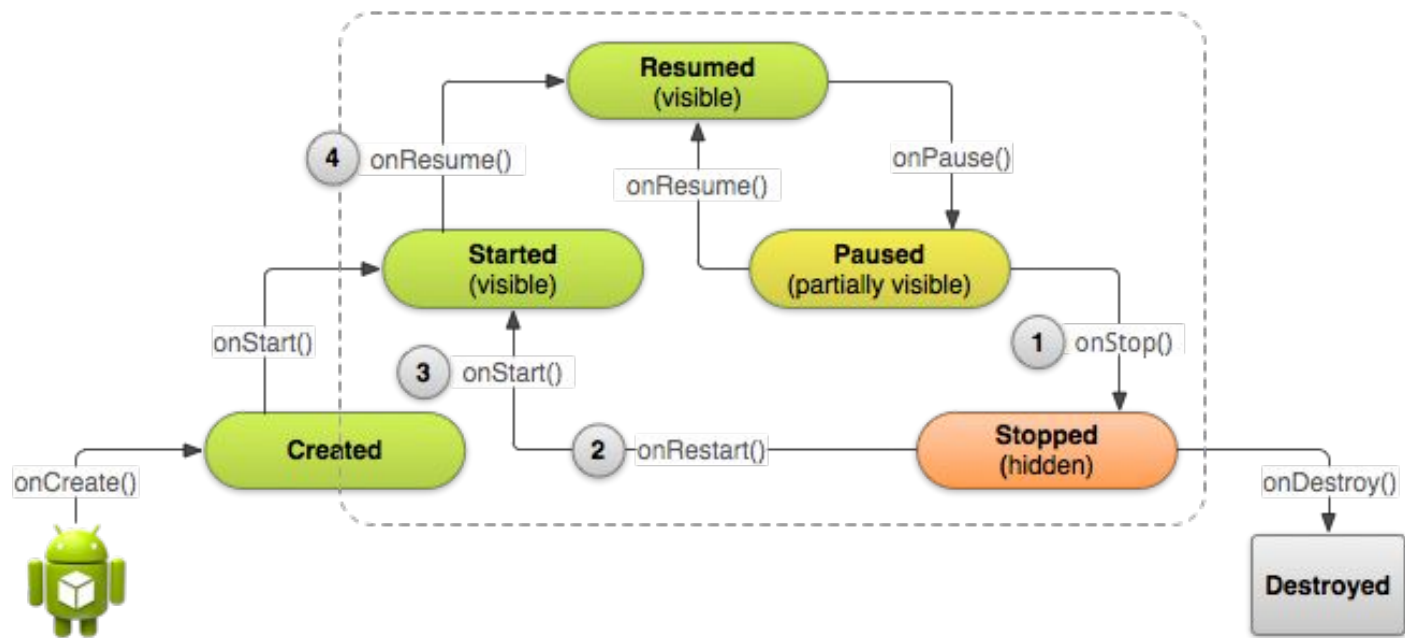 Resumed
(visible)
4
onResume()
onPause()
onResume()
Started
(visible)
Paused
(partially visible)
onStart()
3
onStart()
1
onStop()
Created
2
onRestart()
Stopped
(hidden)
onCreate()
onDestroy()
Destroyed